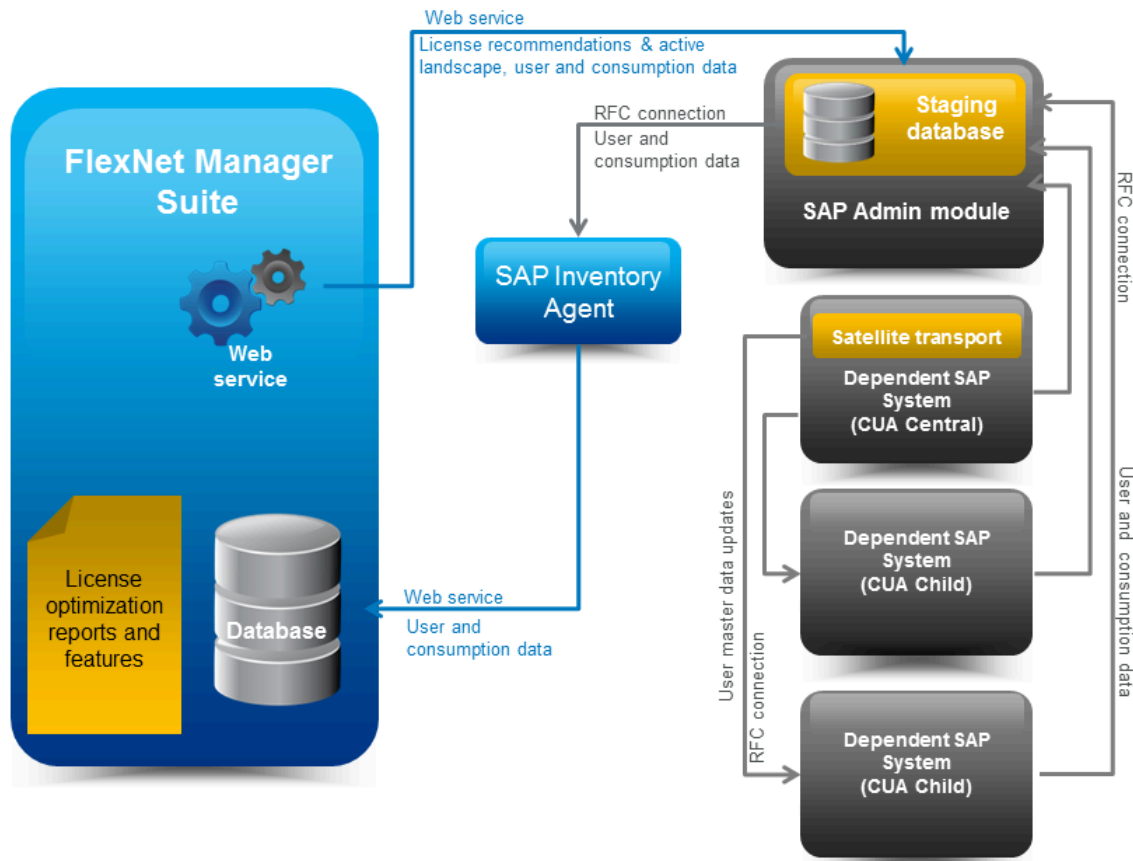 Web service
License recommendations & active
landscape, user and consumption data
FlexNet Manager
Suite
Web
service
License
optimization
reports and
features
Database
RFC connection
User and
consumption data
SAP Inventory
Agent
Web service
User and
consumption data
Staging
database
SAP Admin module
Satellite transport
Dependent SAP
System
(CUA Central)
Dependent SAP
System
(CUA Child)
Dependent SAP
System
(CUA Child)
User master data updates
RFC connection
RFC connection
User and consumption data